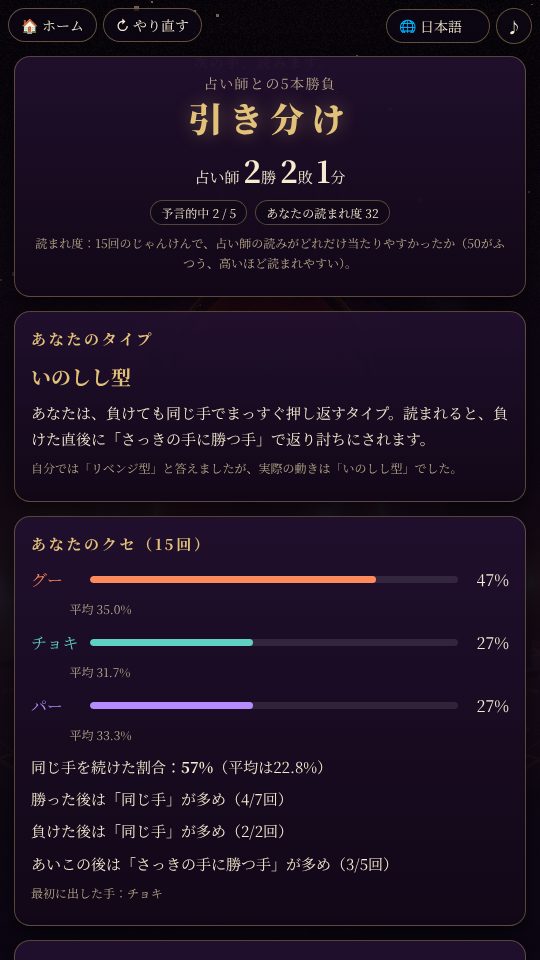 🏠 ホーム
↻ やり直す
🌐 日本語
♪
占い師との5本勝負
引き分け
占い師 2勝 2敗 1分
予言的中 2 / 5
あなたの読まれ度 32
読まれ度：15回のじゃんけんで、占い師の読みがどれだけ当たりやすかったか（50がふ
つう、高いほど読まれやすい）。
あなたのタイプ
いのしし型
あなたは、負けても同じ手でまっすぐ押し返すタイプ。読まれると、負
けた直後に「さっきの手に勝つ手」で返り討ちにされます。
自分では「リベンジ型」と答えましたが、実際の動きは「いのしし型」でした。
あなたのクセ（15回）
グー 47%
平均 35.0%
チョキ 27%
平均 31.7%
パー 27%
平均 33.3%
同じ手を続けた割合：57%（平均は22.8%）
勝った後は「同じ手」が多め（4/7回）
負けた後は「同じ手」が多め（2/2回）
あいこの後は「さっきの手に勝つ手」が多め（3/5回）
最初に出した手：チョキ